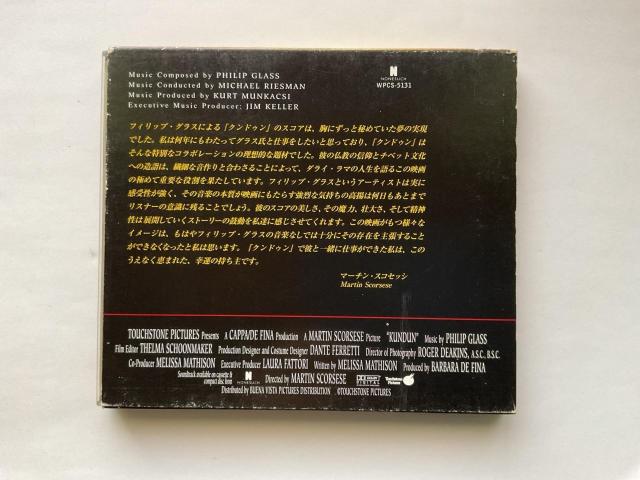 Music Composed by PHILIP GLASS
Music Conducted by MICHAEL RIESMAN
Music Produced by KURT MUNKACSI
Executive Music Producer: JIM KELLER
N
NONESUCH
WPCS-5131
フィリップ・グラスによる『クンドゥン』のスコアは、胸にずっと秘めていた夢の実現
でした。私は何年にもわたってグラス氏と仕事をしたいと思っており、『クンドゥン』は
そんな特別なコラボレーションの理想的な題材でした。彼の仏教の信仰とチベット文化
への造詣は、繊細な音作りと合わさることによって、ダライ・ラマの人生を語るこの映画
の極めて重要な役割を果たしています。フィリップ・グラスというアーティストは実に
感受性が強く、その音楽の本質が映画にもたらす強烈な気持ちの高揚は何日もあとまで
リスナーの意識に残ることでしょう。彼のスコアの美しさ、その魔力、壮大さ、そして精神
性は展開していくストーリーの鼓動を私達に感じさせてくれます。この映画がもつ様々な
イメージは、もはやフィリップ・グラスの音楽なしでは十分にその存在を主張すること
ができなくなったと私は思います。『クンドゥン』で彼と一緒に仕事ができた私は、この
うえなく恵まれた、幸運の持ち主です。
マーチン・スコセッシ
Martin Scorsese
TOUCHSTONE PICTURES Presents A CAPPA/DE FINA Production A MARTIN SCORSESE Picture "KUNDUN" Music by PHILIP GLASS
Film Editor THELMA SCHOONMAKER Production Designer and Costume Designer DANTE FERRETTI Director of Photography ROGER DEAKINS, A.S.C., B.S.C.
Co-Producer MELISSA MATHISON Executive Producer LAURA FATTORI Written by MELISSA MATHISON Produced by BARBARA DE FINA
Soundtrack available on cassette & compact disc from NONESUCH Directed by MARTIN SCORSESE DIGITAL Touchstone Pictures
Distributed by BUENA VISTA PICTURES DISTRIBUTION ©TOUCHSTONE PICTURES